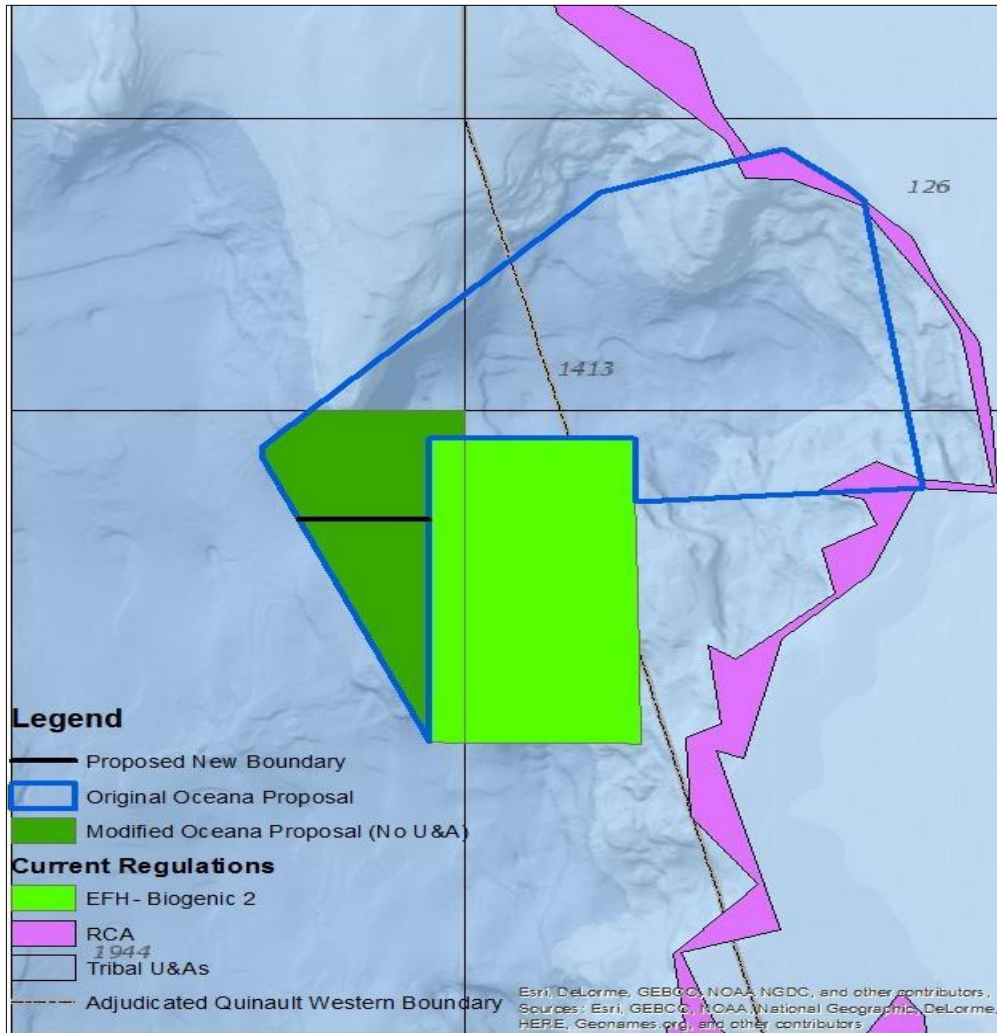 126
1413
Legend
Proposed New Boundary
Original Oceana Proposal
Modified Oceana Proposal (No U&A)
Current Regulations
EFH - Biogenic 2
RCA
1944
Tribal U&As
Adjudicated Quinault Western Boundary
Esri, DeLorme, GEBCO, NOAA NGDC, and other contributors,
Sources: Esri, GEBCO, NOAA, National Geographic, DeLorme,
HERE, Geonames.org, and other contributors